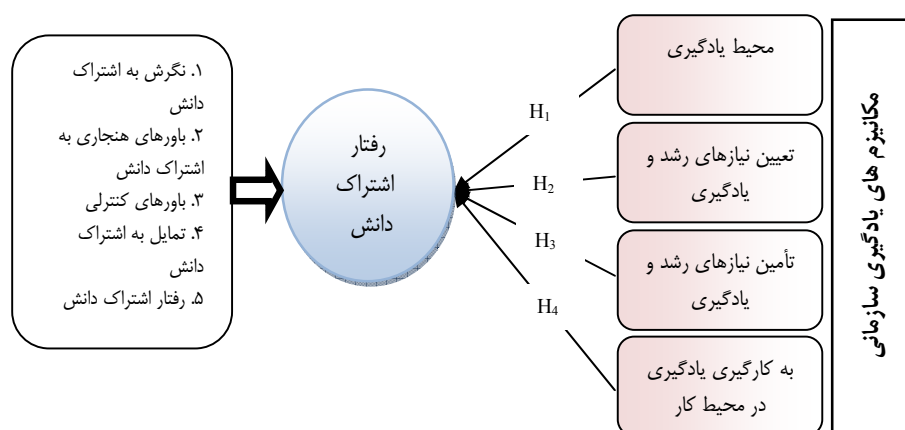 محیط یادگیری
تعیین نیازهای رشد و
یادگیری
تأمین نیازهای رشد و
یادگیری
به کارگیری یادگیری
در محیط کار
مکانیزم های یادگیری سازمانی
H1
H2
H3
H4
رفتار
اشتراک
دانش
۱. نگرش به اشتراک
دانش
۲. باورهای هنجاری به
اشتراک دانش
۳. باورهای کنترلی
۴. تمایل به اشتراک
دانش
۵. رفتار اشتراک دانش